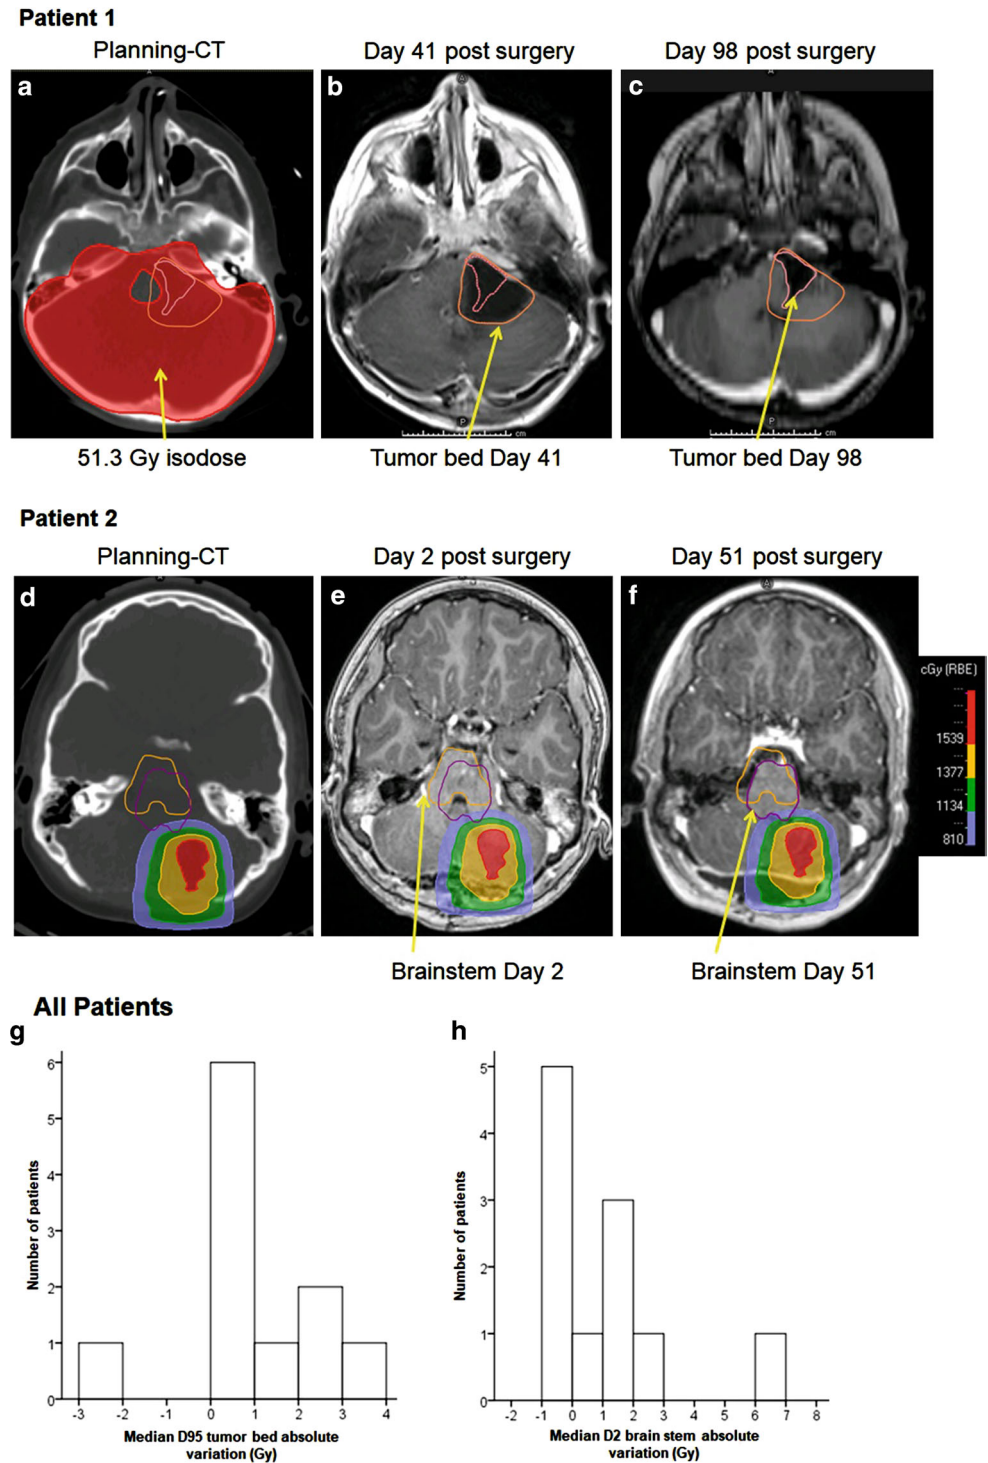 Patient 1
Planning-CT
Day 41 post surgery
Day 98 post surgery
a
b
c
A
A
A
P
cm
P
cm
51.3 Gy isodose
Tumor bed Day 41
Tumor bed Day 98
Patient 2
Planning-CT
Day 2 post surgery
Day 51 post surgery
d
e
f
A
cGy (RBE)
1539
1377
1134
810
Brainstem Day 2
Brainstem Day 51
All Patients
g
h
6
5
4
3
2
1
0
Number of patients
-3 -2 -1 0 1 2 3 4
Median D95 tumor bed absolute
variation (Gy)
5
4
3
2
1
0
Number of patients
-2 -1 0 1 2 3 4 5 6 7 8
Median D2 brain stem absolute
variation (Gy)